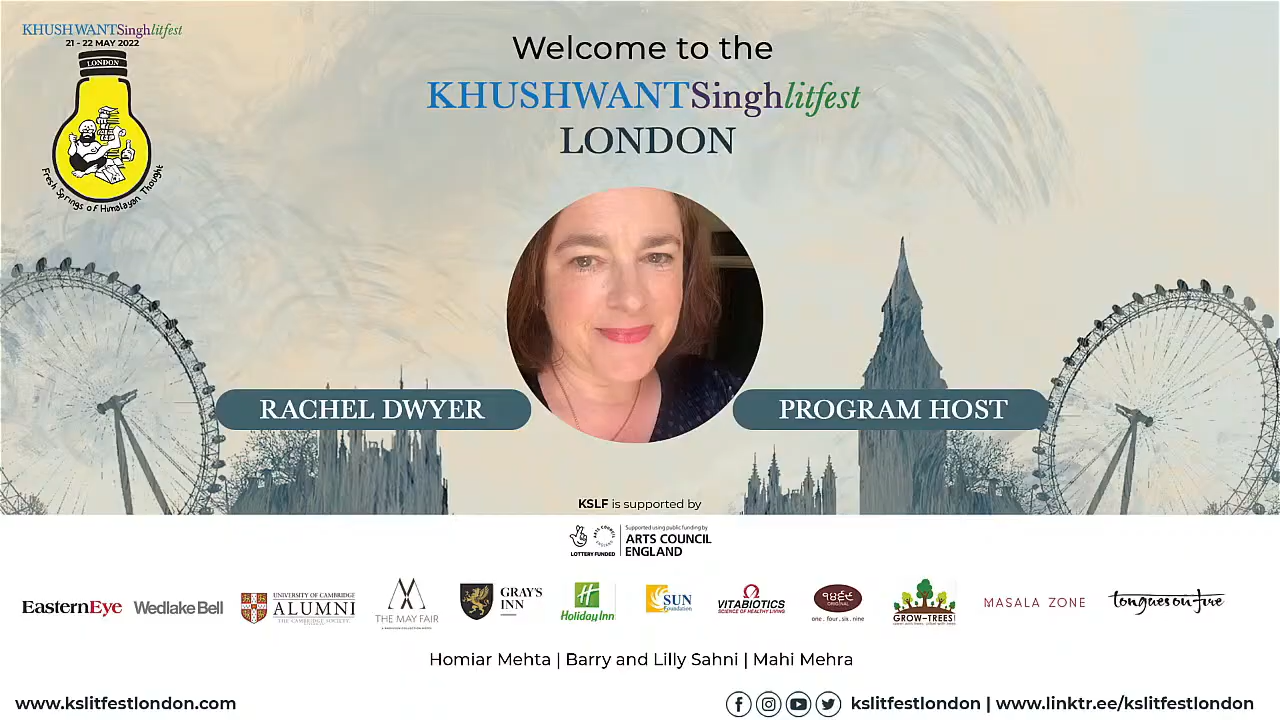 KHUSHWANTSinghlitfest
21 - 22 MAY 2022
LONDON
Fresh Springs of Himalayan Thought
Welcome to the
KHUSHWANTSinghlitfest
LONDON
RACHEL DWYER
PROGRAM HOST
KSLF is supported by
LOTTERY FUNDED
Supported using public funding by
ARTS COUNCIL
ENGLAND
EasternEye
WedlakeBell
UNIVERSITY OF CAMBRIDGE
ALUMNI
THE CAMBRIDGE SOCIETY
THE MAY FAIR
GRAY'S
INN
Holiday Inn
SUN
Foundation
VITABIOTICS
SCIENCE OF HEALTHY LIVING
ORIGINAL
one . four . six . nine
GROW-TREES
MASALA ZONE
tongues on fire
Homiar Mehta | Barry and Lilly Sahni | Mahi Mehra
www.kslitfestlondon.com
kslitfestlondon | www.linktr.ee/kslitfestlondon